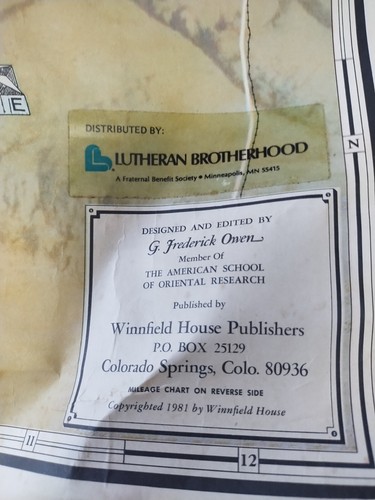 E
DISTRIBUTED BY:
LUTHERAN BROTHERHOOD
A Fraternal Benefit Society • Minneapolis, MN 55415
N
DESIGNED AND EDITED BY
G. Frederick Owen
Member Of
THE AMERICAN SCHOOL
OF ORIENTAL RESEARCH
Published by
Winnfield House Publishers
P.O. BOX 25129
Colorado Springs, Colo. 80936
MILEAGE CHART ON REVERSE SIDE
Copyrighted 1981 by Winnfield House
11
12